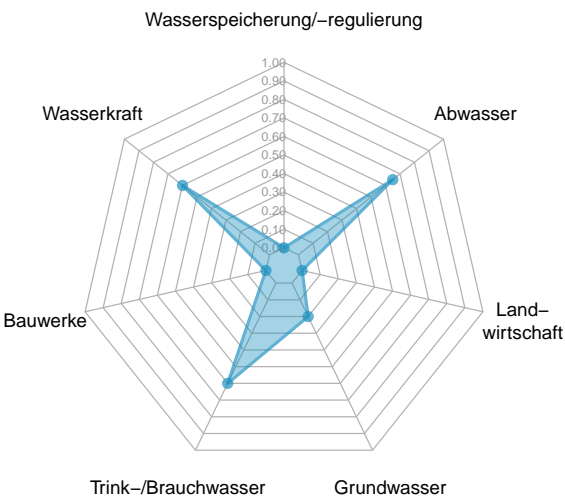 Wasserspeicherung/−regulierung
1.00
0.90
Wasserkraft
Abwasser
0.80
0.70
0.60
0.50
0.40
0.30
0.20
0.10
0.00
Bauwerke
Land−
wirtschaft
Trink−/Brauchwasser
Grundwasser